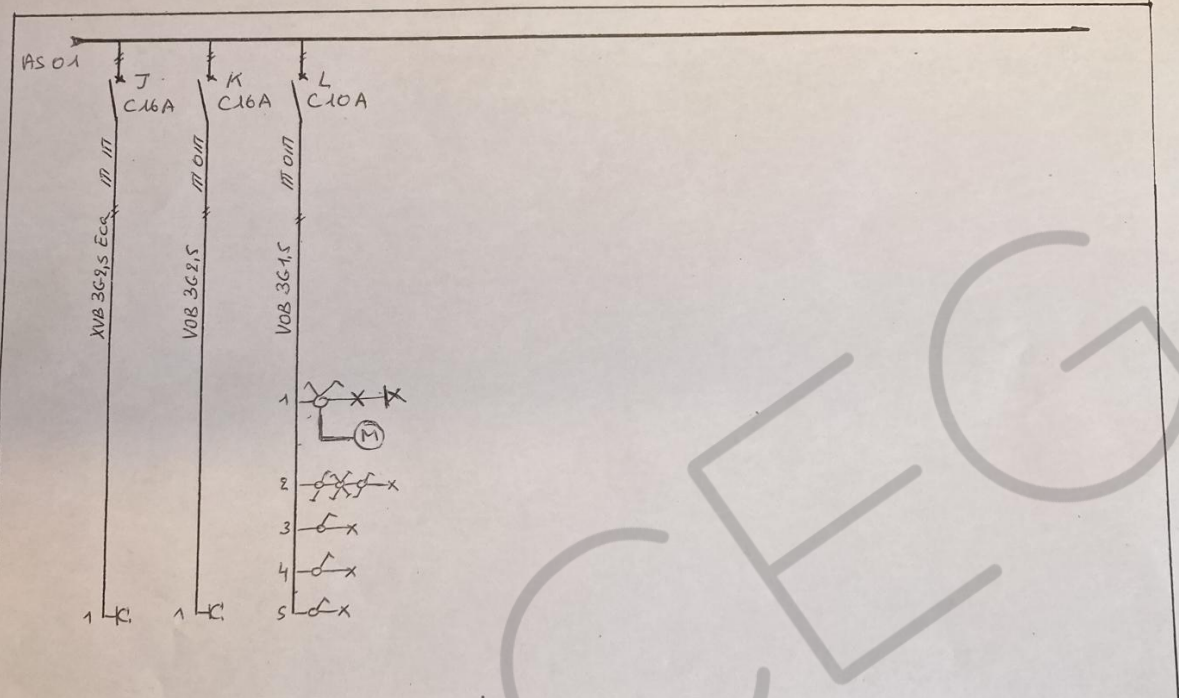 AS 01
J
C16A
K
C16A
L
C10A
XVB 3G2,5 Eca
VOB 3G2,5
VOB 3G1,5
1
M
2
3
4
5
1
1
CEG